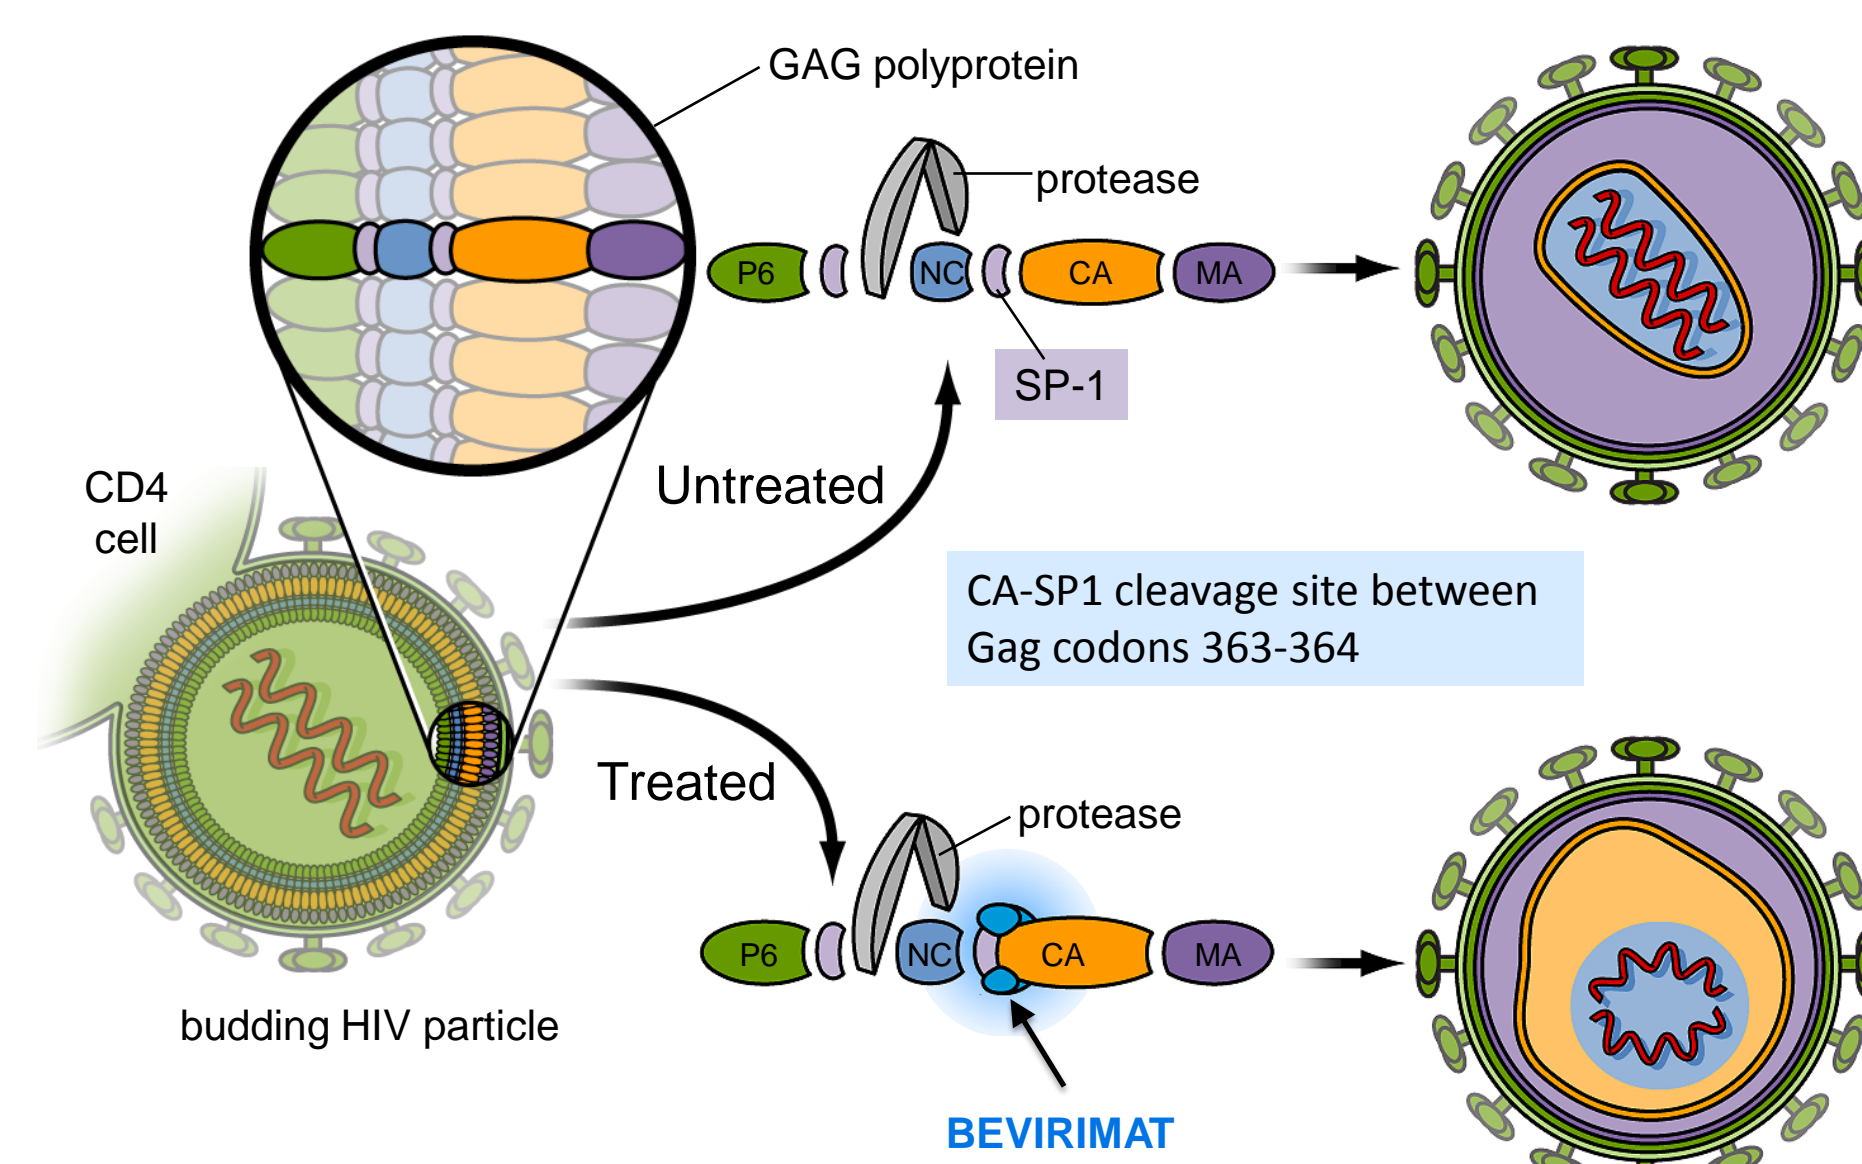 GAG polyprotein
protease
P6 NC CA MA
SP-1
Untreated
CD4
cell
CA-SP1 cleavage site between
Gag codons 363-364
Treated
protease
P6 NC CA MA
budding HIV particle
BEVIRIMAT